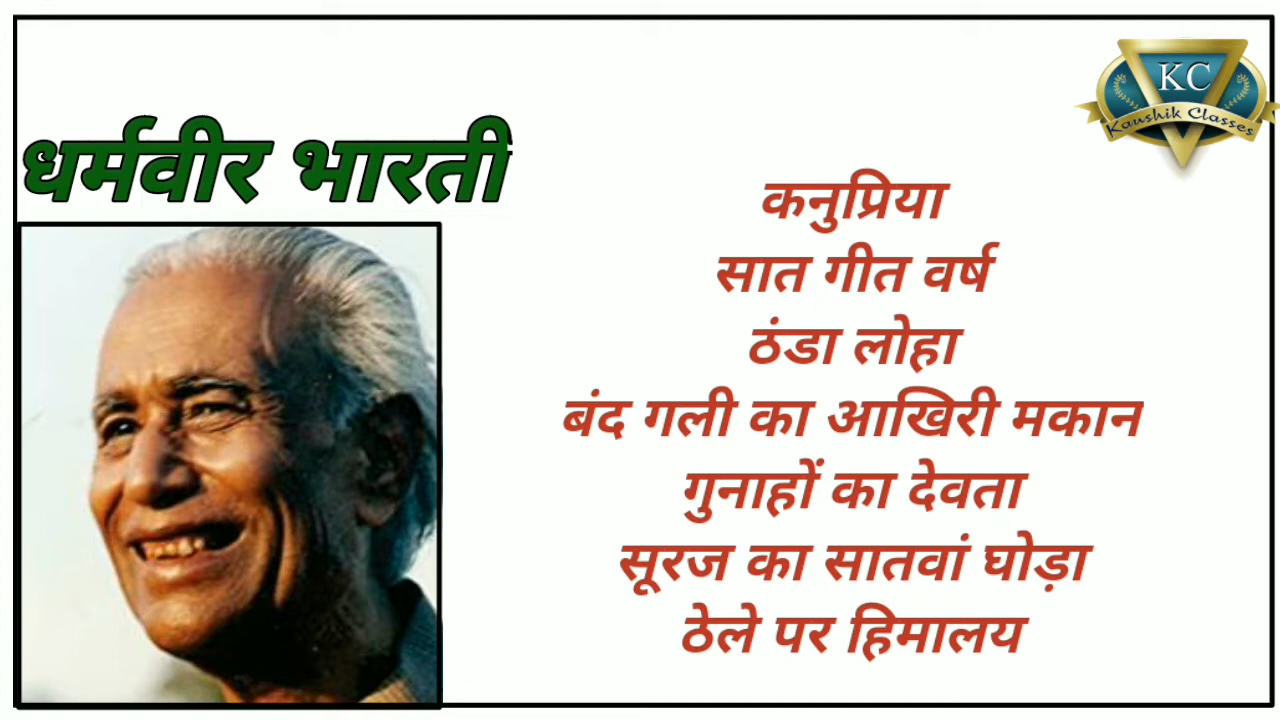 धर्मवीर भारती
KC
Kaushik Classes
कनुप्रिया
सात गीत वर्ष
ठंडा लोहा
बंद गली का आखिरी मकान
गुनाहों का देवता
सूरज का सातवां घोड़ा
ठेले पर हिमालय